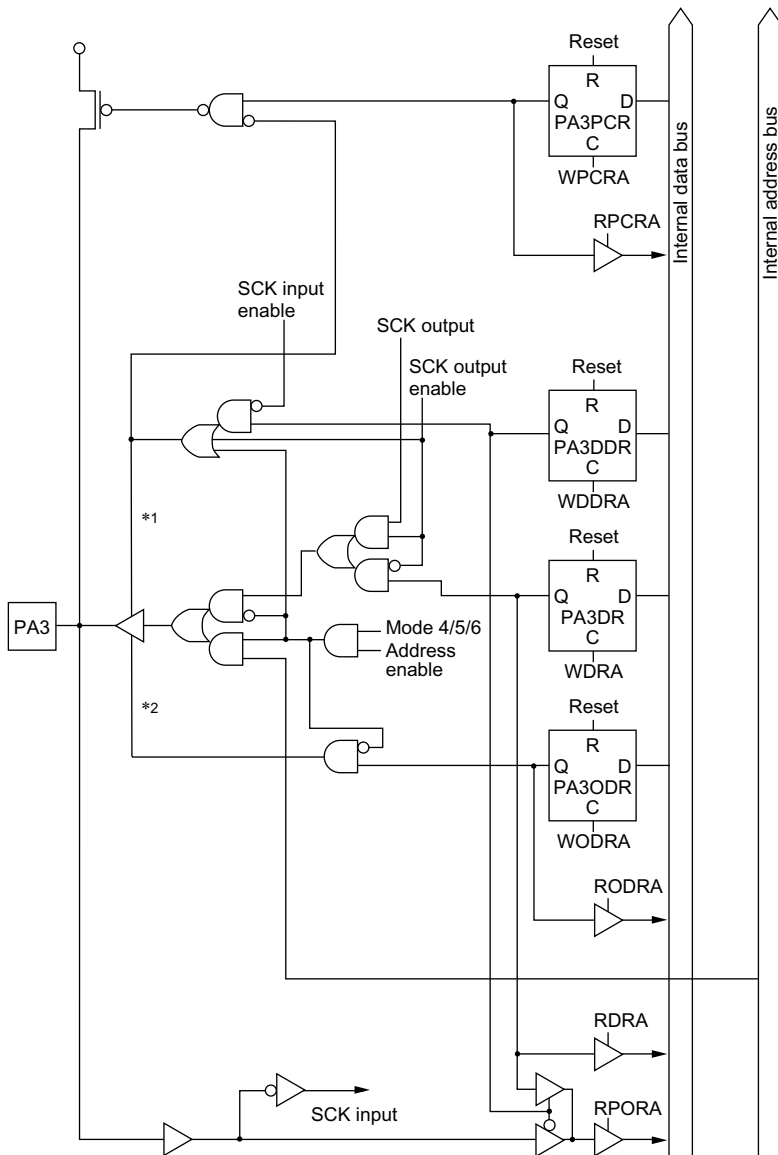 Reset
R
Q D
PA3PCR
C
WPCRA
RPCRA
Internal data bus
Internal address bus
SCK input
enable
SCK output
SCK output
enable
Reset
R
Q D
PA3DDR
C
WDDRA
*1
Reset
R
Q D
PA3DR
C
WDRA
PA3
Mode 4/5/6
Address
enable
*2
Reset
R
Q D
PA3ODR
C
WODRA
RODRA
RDRA
SCK input
RPORA